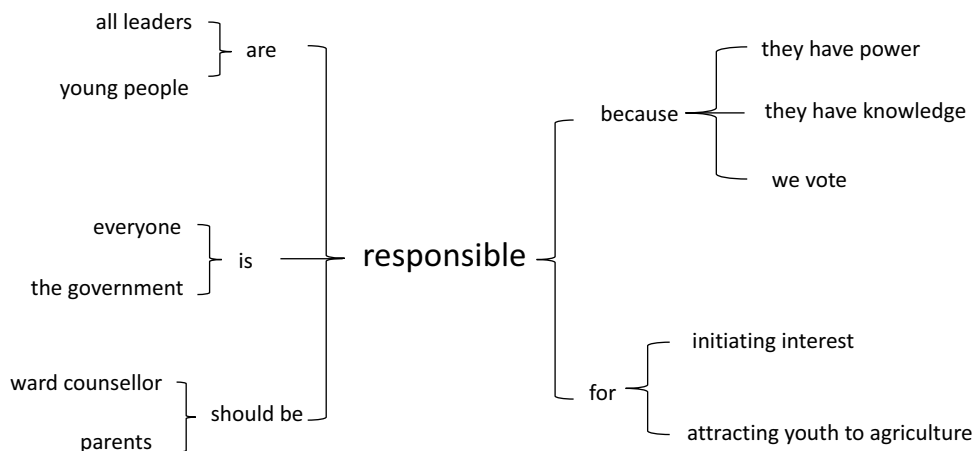 all leaders
are
young people
everyone
is
the government
ward counsellor
should be
parents
responsible
because
they have power
they have knowledge
we vote
for
initiating interest
attracting youth to agriculture